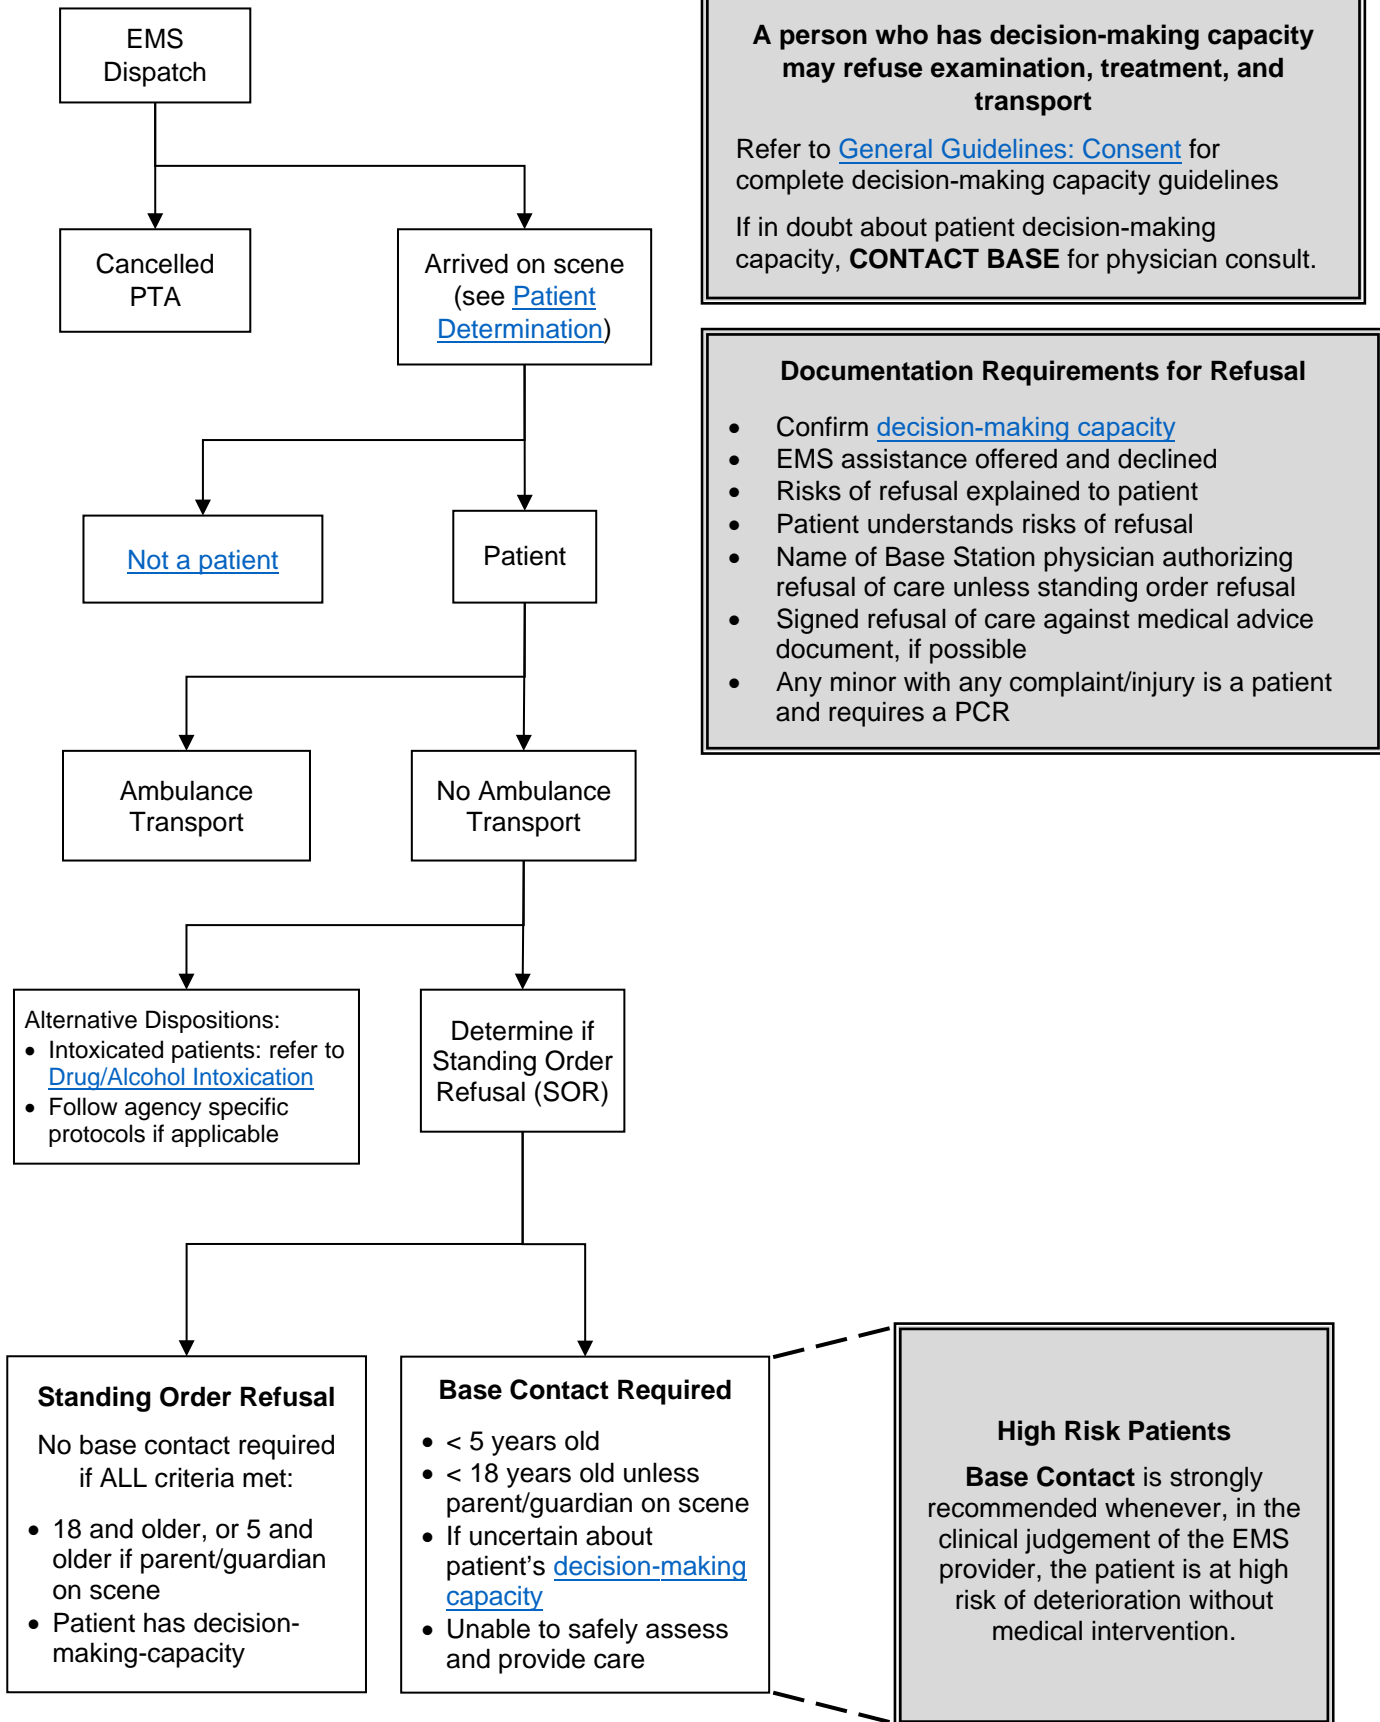 EMS
Dispatch
Cancelled
PTA
Arrived on scene
(see Patient
Determination)
Not a patient
Patient
Ambulance
Transport
No Ambulance
Transport
Alternative Dispositions:
• Intoxicated patients: refer to
Drug/Alcohol Intoxication
• Follow agency specific
protocols if applicable
Determine if
Standing Order
Refusal (SOR)
Standing Order Refusal
No base contact required
if ALL criteria met:
• 18 and older, or 5 and
older if parent/guardian
on scene
• Patient has decision-
making-capacity
Base Contact Required
• < 5 years old
• < 18 years old unless
parent/guardian on scene
• If uncertain about
patient’s decision-making
capacity
• Unable to safely assess
and provide care
A person who has decision-making capacity
may refuse examination, treatment, and
transport
Refer to General Guidelines: Consent for
complete decision-making capacity guidelines
If in doubt about patient decision-making
capacity, CONTACT BASE for physician consult.
Documentation Requirements for Refusal
• Confirm decision-making capacity
• EMS assistance offered and declined
• Risks of refusal explained to patient
• Patient understands risks of refusal
• Name of Base Station physician authorizing
refusal of care unless standing order refusal
• Signed refusal of care against medical advice
document, if possible
• Any minor with any complaint/injury is a patient
and requires a PCR
High Risk Patients
Base Contact is strongly
recommended whenever, in the
clinical judgement of the EMS
provider, the patient is at high
risk of deterioration without
medical intervention.